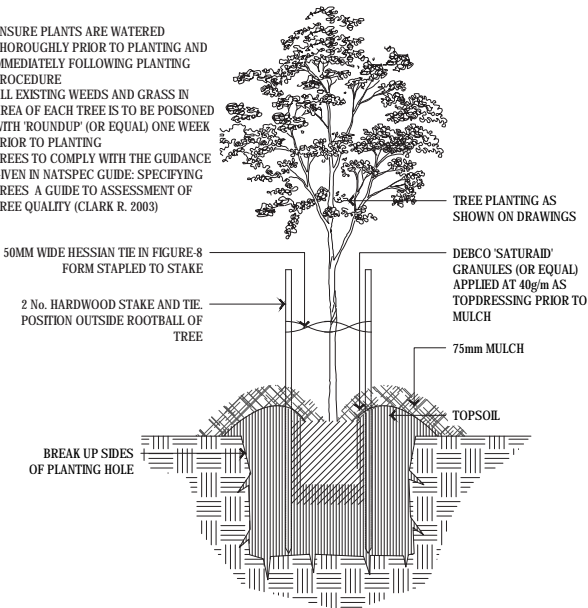 NSURE PLANTS ARE WATERED
HOROUGHLY PRIOR TO PLANTING AND
MMEDIATELY FOLLOWING PLANTING
ROCEDURE
LL EXISTING WEEDS AND GRASS IN
REA OF EACH TREE IS TO BE POISONED
WITH 'ROUNDUP' (OR EQUAL) ONE WEEK
PRIOR TO PLANTING
REES TO COMPLY WITH THE GUIDANCE
IVEN IN NATSPEC GUIDE: SPECIFYING
REES A GUIDE TO ASSESSMENT OF
REE QUALITY (CLARK R. 2003)
50MM WIDE HESSIAN TIE IN FIGURE-8
FORM STAPLED TO STAKE
2 No. HARDWOOD STAKE AND TIE.
POSITION OUTSIDE ROOTBALL OF
TREE
BREAK UP SIDES
OF PLANTING HOLE
TREE PLANTING AS
SHOWN ON DRAWINGS
DEBCO 'SATURAID'
GRANULES (OR EQUAL)
APPLIED AT 40g/m AS
TOPDRESSING PRIOR TO
MULCH
75mm MULCH
TOPSOIL